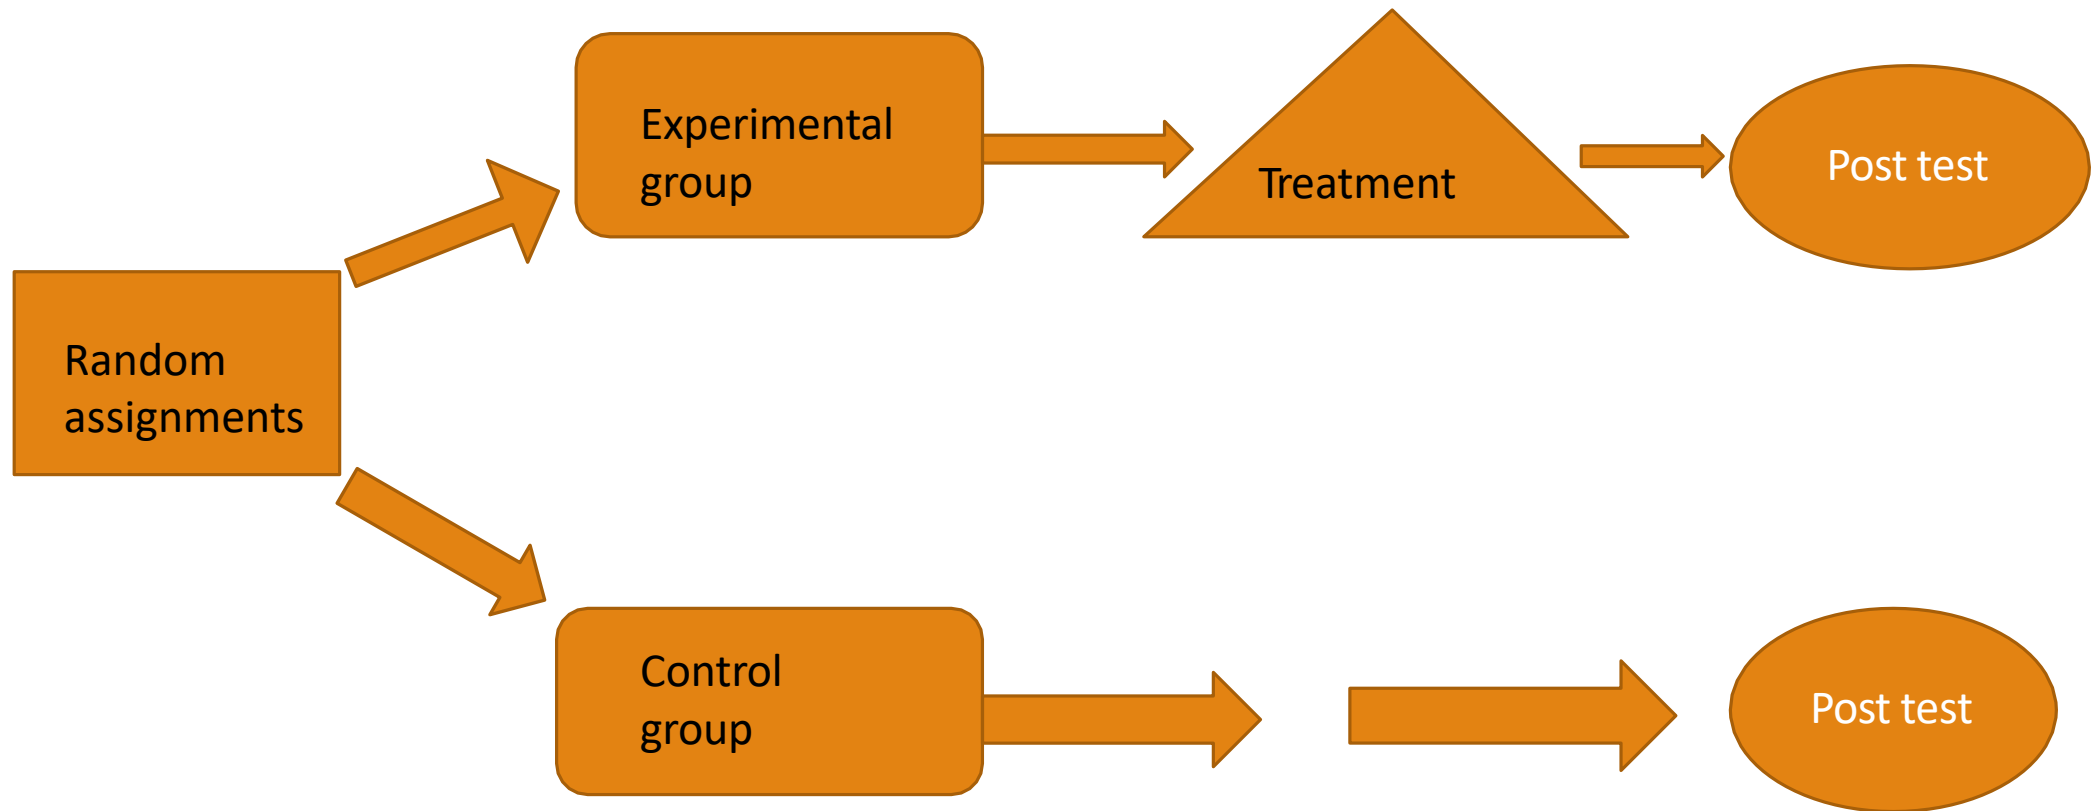 Experimental
group
Treatment
Post test
Random
assignments
Control
group
Post test